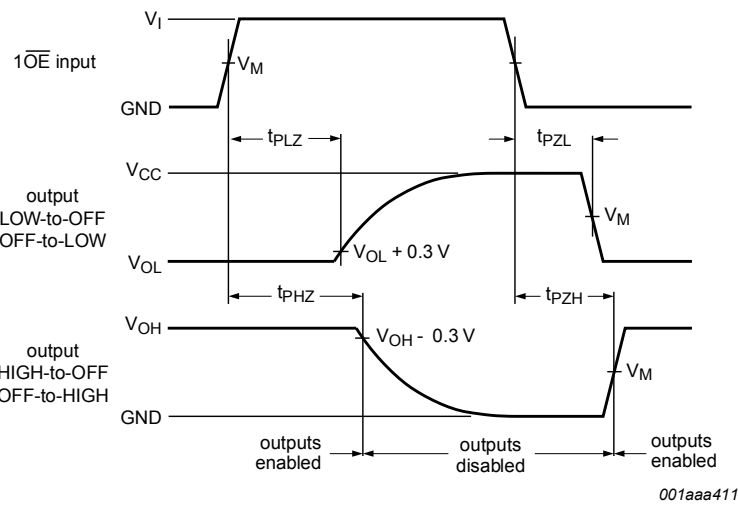 V_I
1O̅E̅ input
V_M
GND
t_PLZ
t_PZL
V_CC
output
LOW-to-OFF
OFF-to-LOW
V_M
V_OL + 0.3 V
V_OL
t_PHZ
t_PZH
V_OH
V_OH - 0.3 V
output
HIGH-to-OFF
OFF-to-HIGH
V_M
GND
outputs
enabled
outputs
disabled
outputs
enabled
001aaa411